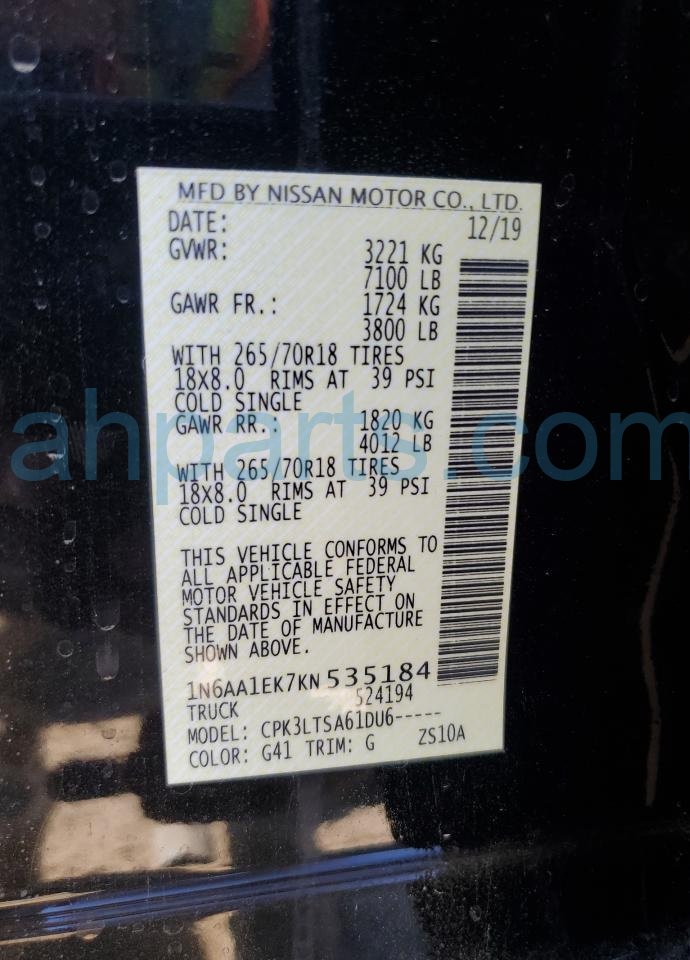 MFD BY NISSAN MOTOR CO., LTD.
DATE: 12/19
GVWR: 3221 KG
7100 LB
GAWR FR.: 1724 KG
3800 LB
WITH 265/70R18 TIRES
18X8.0 RIMS AT 39 PSI
COLD SINGLE
GAWR RR.: 1820 KG
4012 LB
ahparts.com
WITH 265/70R18 TIRES
18X8.0 RIMS AT 39 PSI
COLD SINGLE
THIS VEHICLE CONFORMS TO
ALL APPLICABLE FEDERAL
MOTOR VEHICLE SAFETY
STANDARDS IN EFFECT ON
THE DATE OF MANUFACTURE
SHOWN ABOVE.
1N6AA1EK7KN535184
TRUCK 524194
MODEL: CPK3LTSA61DU6-----
COLOR: G41 TRIM: G ZS10A